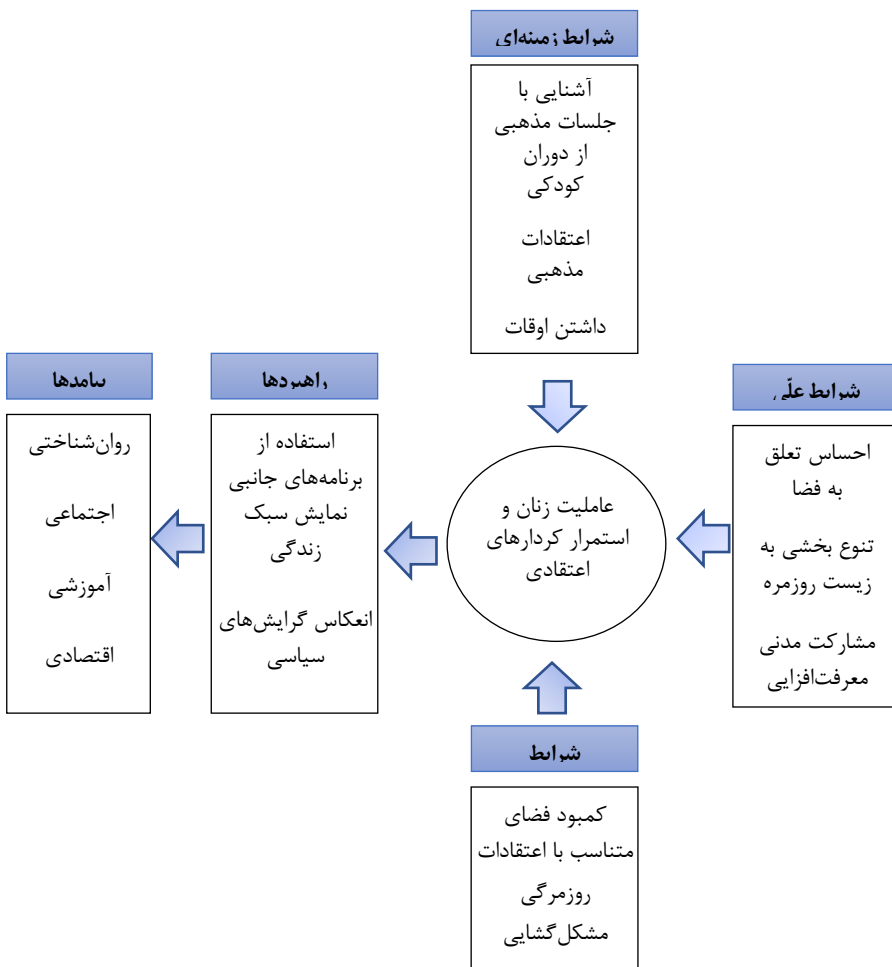 شرایط زمینه‌ای
آشنایی با
جلسات مذهبی
از دوران
کودکی
اعتقادات
مذهبی
داشتن اوقات
شرایط علّی
احساس تعلق
به فضا
تنوع بخشی به
زیست روزمره
مشارکت مدنی
معرفت‌افزایی
عاملیت زنان و
استمرار کردارهای
اعتقادی
راهبردها
استفاده از
برنامه‌های جانبی
نمایش سبک
زندگی
انعکاس گرایش‌های
سیاسی
پیامدها
روان‌شناختی
اجتماعی
آموزشی
اقتصادی
شرایط
کمبود فضای
متناسب با اعتقادات
روزمرگی
مشکل‌گشایی